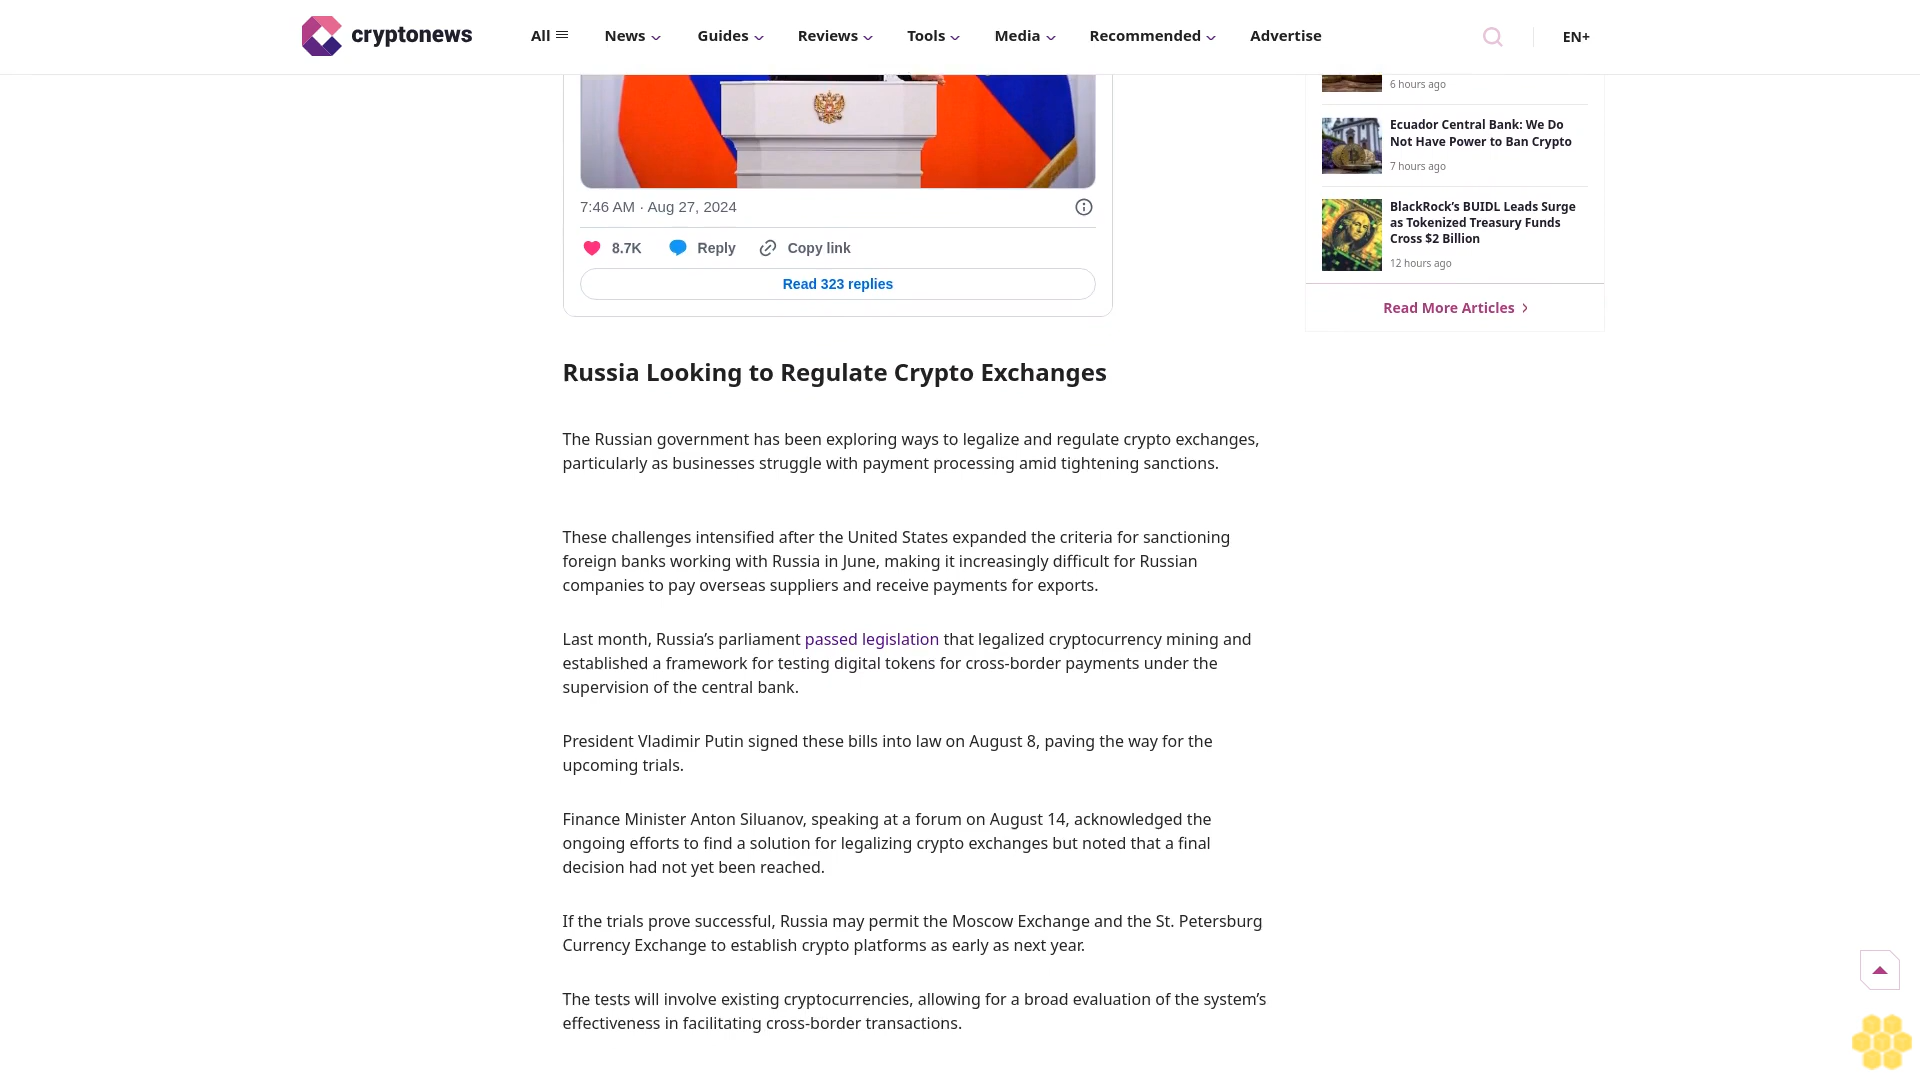 cryptonews
All
News
Guides
Reviews
Tools
Media
Recommended
Advertise
EN+
7:46 AM · Aug 27, 2024
8.7K
Reply
Copy link
Read 323 replies
6 hours ago
Ecuador Central Bank: We Do
Not Have Power to Ban Crypto
7 hours ago
BlackRock's BUIDL Leads Surge
as Tokenized Treasury Funds
Cross $2 Billion
12 hours ago
Read More Articles
Russia Looking to Regulate Crypto Exchanges
The Russian government has been exploring ways to legalize and regulate crypto exchanges,
particularly as businesses struggle with payment processing amid tightening sanctions.
These challenges intensified after the United States expanded the criteria for sanctioning
foreign banks working with Russia in June, making it increasingly difficult for Russian
companies to pay overseas suppliers and receive payments for exports.
Last month, Russia’s parliament passed legislation that legalized cryptocurrency mining and
established a framework for testing digital tokens for cross-border payments under the
supervision of the central bank.
President Vladimir Putin signed these bills into law on August 8, paving the way for the
upcoming trials.
Finance Minister Anton Siluanov, speaking at a forum on August 14, acknowledged the
ongoing efforts to find a solution for legalizing crypto exchanges but noted that a final
decision had not yet been reached.
If the trials prove successful, Russia may permit the Moscow Exchange and the St. Petersburg
Currency Exchange to establish crypto platforms as early as next year.
The tests will involve existing cryptocurrencies, allowing for a broad evaluation of the system’s
effectiveness in facilitating cross-border transactions.